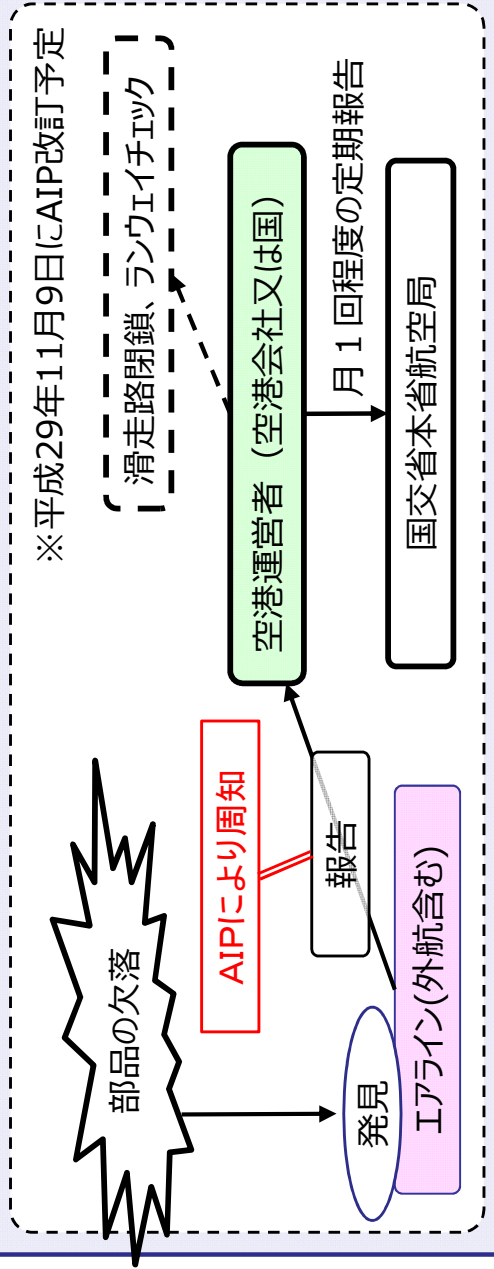 ※平成29年11月9日にAIP改訂予定
部品の欠落
滑走路閉鎖、ランウェイチェック
AIPにより周知
空港運営者（空港会社又は国）
報告
月１回程度の定期報告
発見
エアライン(外航含む)
国交省本省航空局